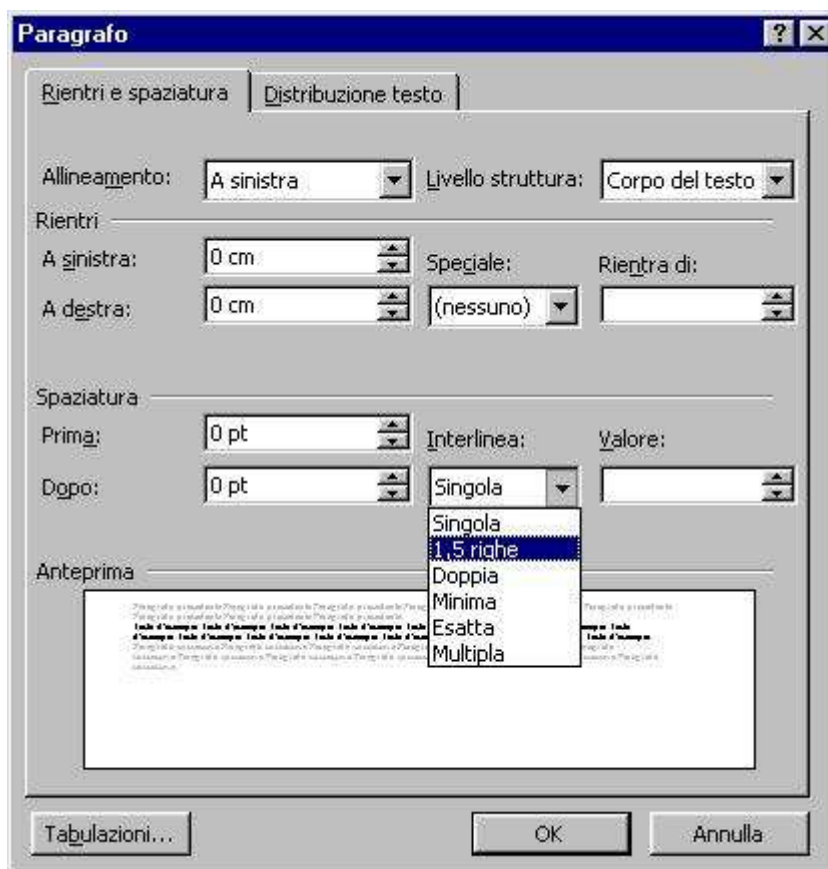 Paragrafo
Rientri e spaziatura Distribuzione testo
Allineamento: A sinistra Livello struttura: Corpo del testo
Rientri
A sinistra: 0 cm Speciale: Rientra di:
A destra: 0 cm (nessuno)
Spaziatura
Prima: 0 pt Interlinea: Valore:
Dopo: 0 pt Singola
Singola
1,5 righe
Doppia
Minima
Esatta
Multipla
Anteprima
Tabulazioni... OK Annulla